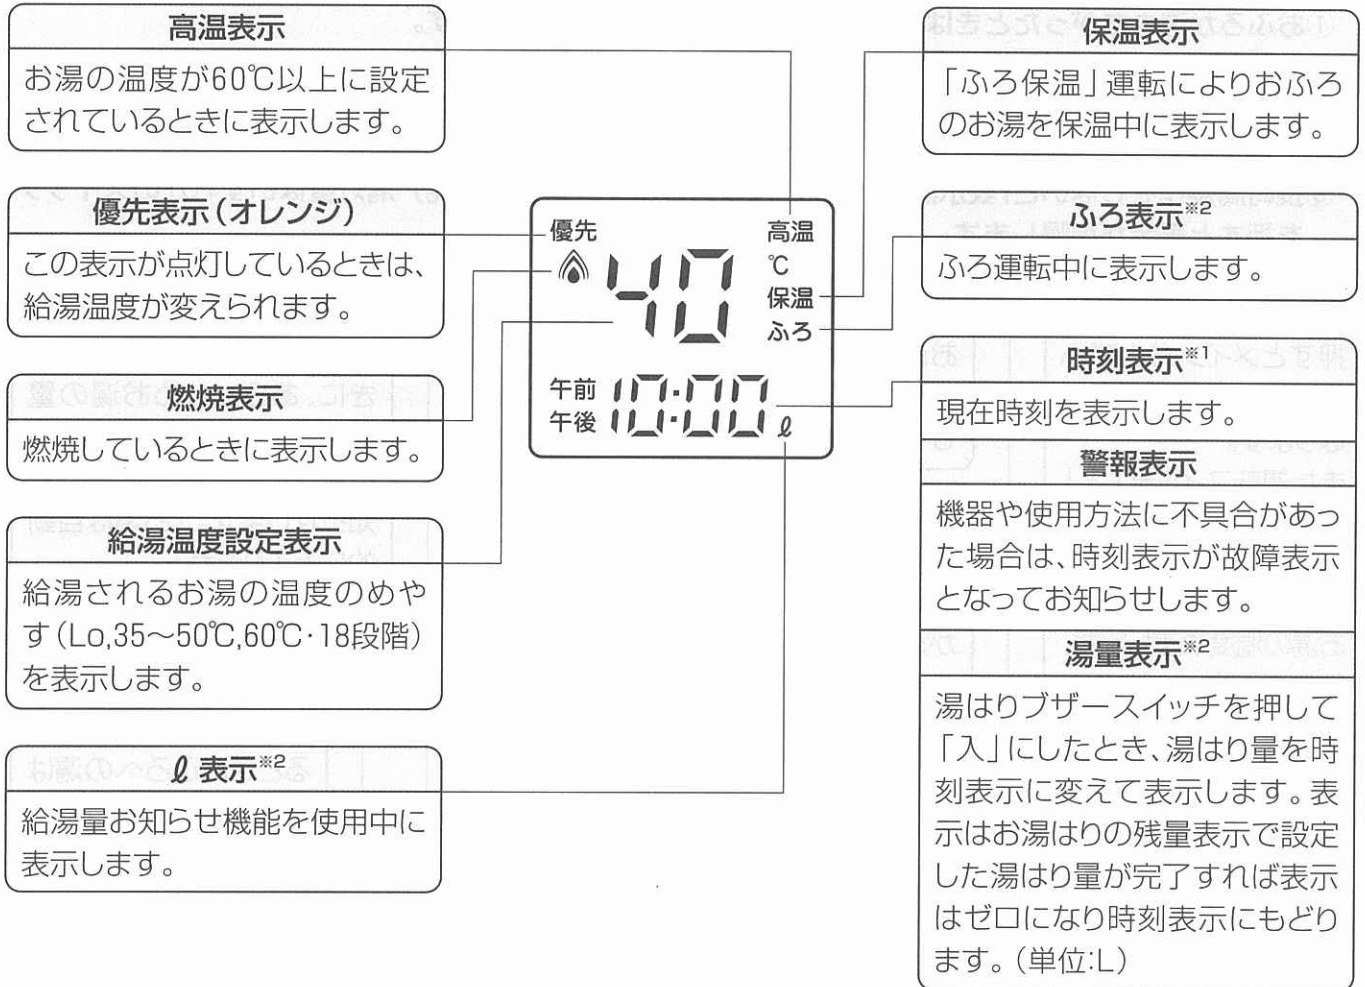 高温表示
お湯の温度が60℃以上に設定
されているときに表示します。
優先表示(オレンジ)
この表示が点灯しているときは、
給湯温度が変えられます。
燃焼表示
燃焼しているときに表示します。
給湯温度設定表示
給湯されるお湯の温度のめや
す(Lo,35〜50℃,60℃·18段階)
を表示します。
ℓ 表示※2
給湯量お知らせ機能を使用中に
表示します。
優先
40
高温
℃
保温
ふろ
午前
午後
10:00
ℓ
保温表示
「ふろ保温」運転によりおふろ
のお湯を保温中に表示します。
ふろ表示※2
ふろ運転中に表示します。
時刻表示※1
現在時刻を表示します。
警報表示
機器や使用方法に不具合があっ
た場合は、時刻表示が故障表示
となってお知らせします。
湯量表示※2
湯はりブザースイッチを押して
「入」にしたとき、湯はり量を時
刻表示に変えて表示します。表
示はお湯はりの残量表示で設定
した湯はり量が完了すれば表示
はゼロになり時刻表示にもどり
ます。(単位:L)